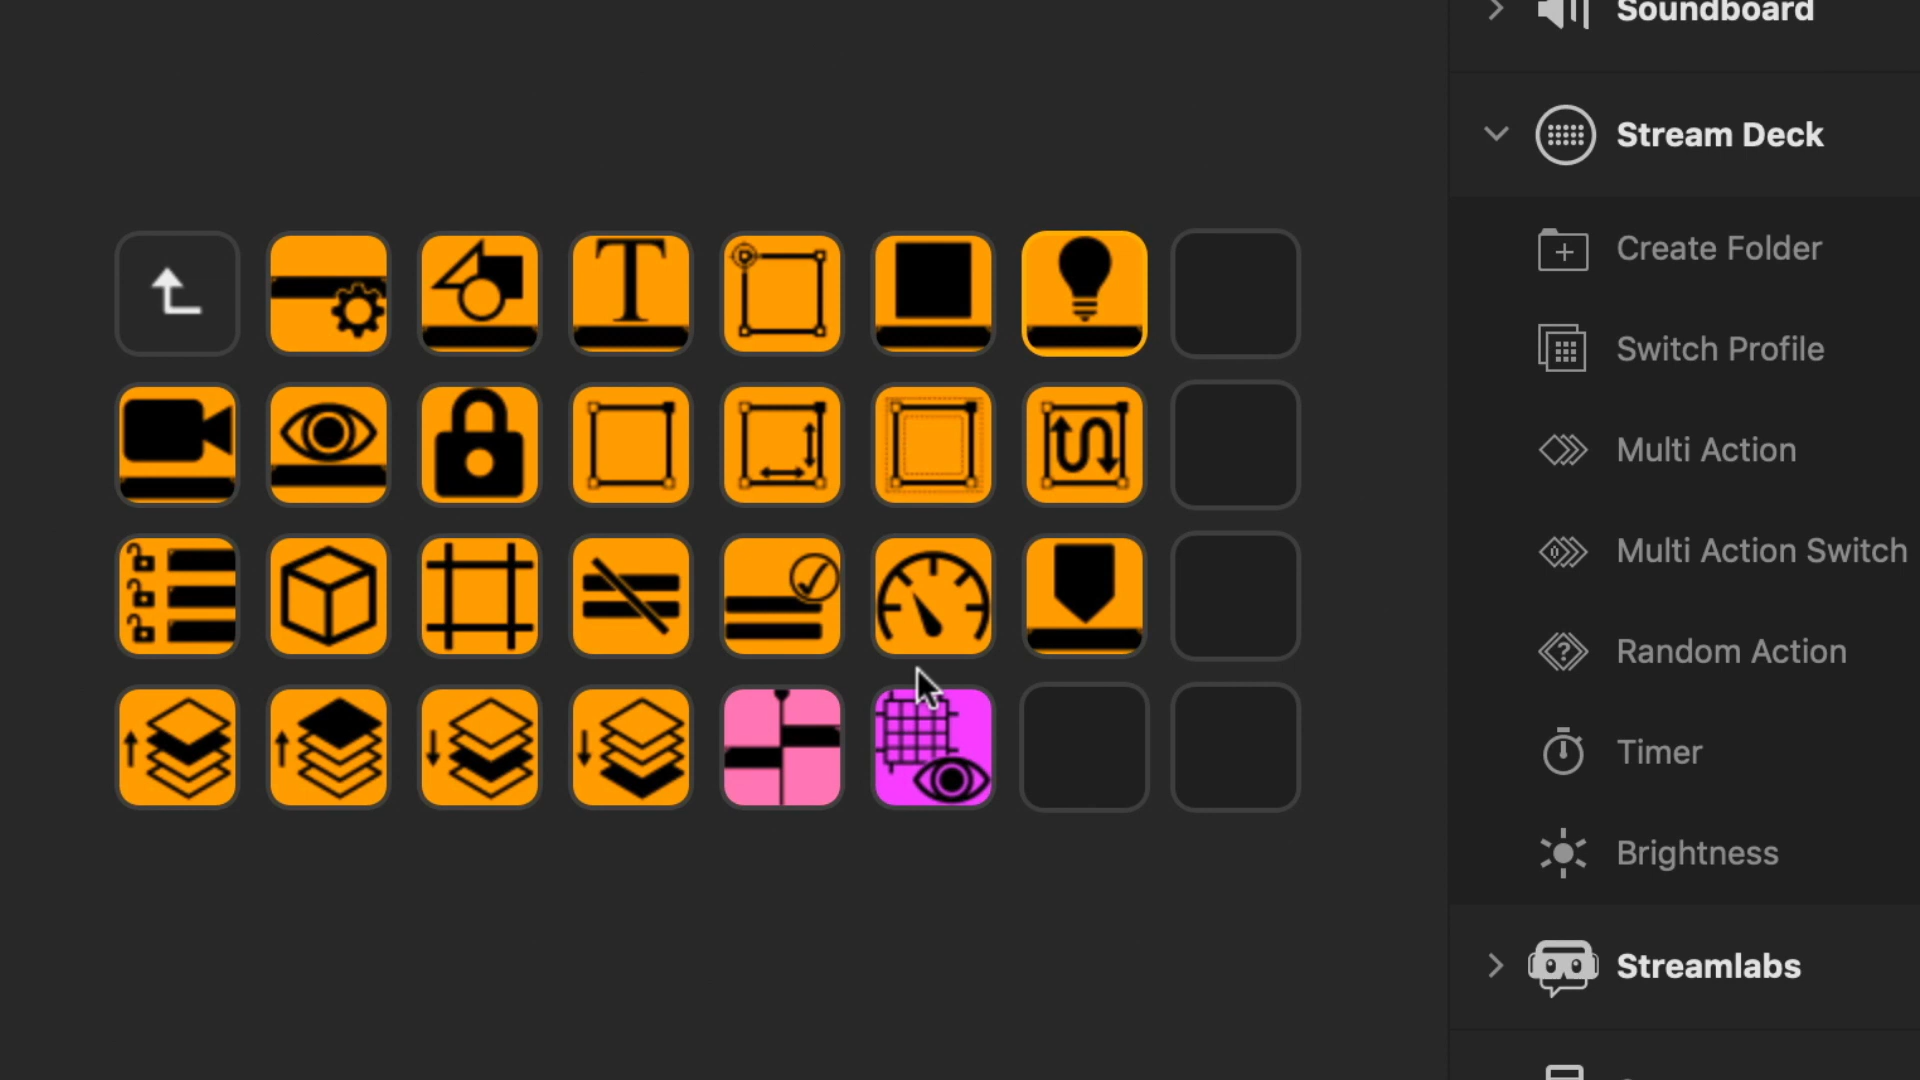 Soundboard
Stream Deck
Create Folder
Switch Profile
Multi Action
Multi Action Switch
Random Action
Timer
Brightness
Streamlabs
T